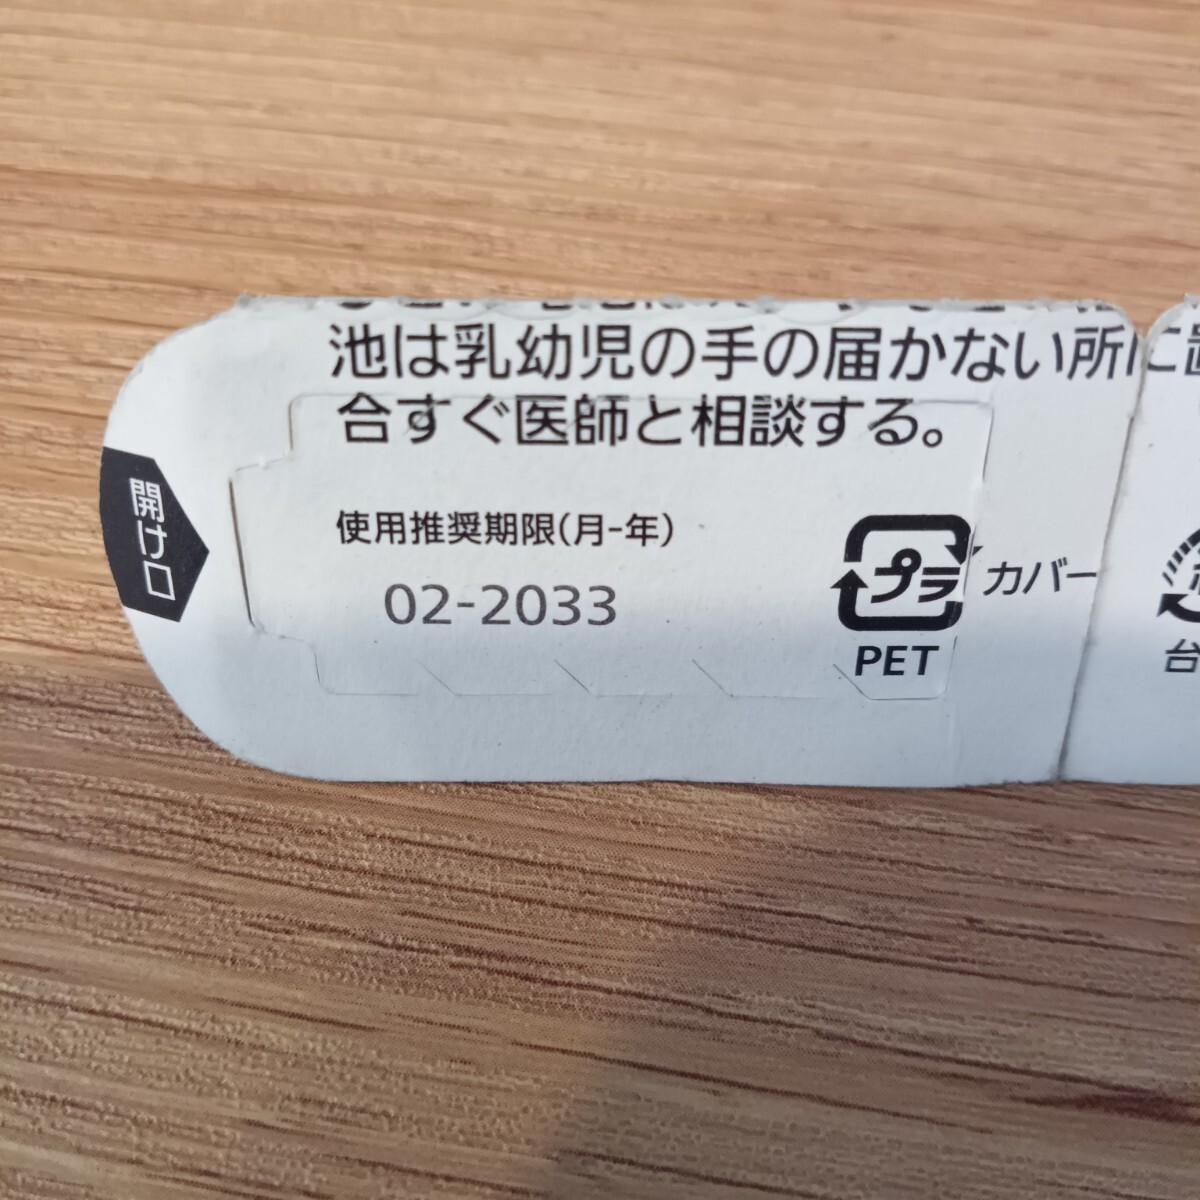 池は乳幼児の手の届かない所に
合すぐ医師と相談する。
開け口
使用推奨期限(月-年)
02-2033
プラ
カバー
PET
台